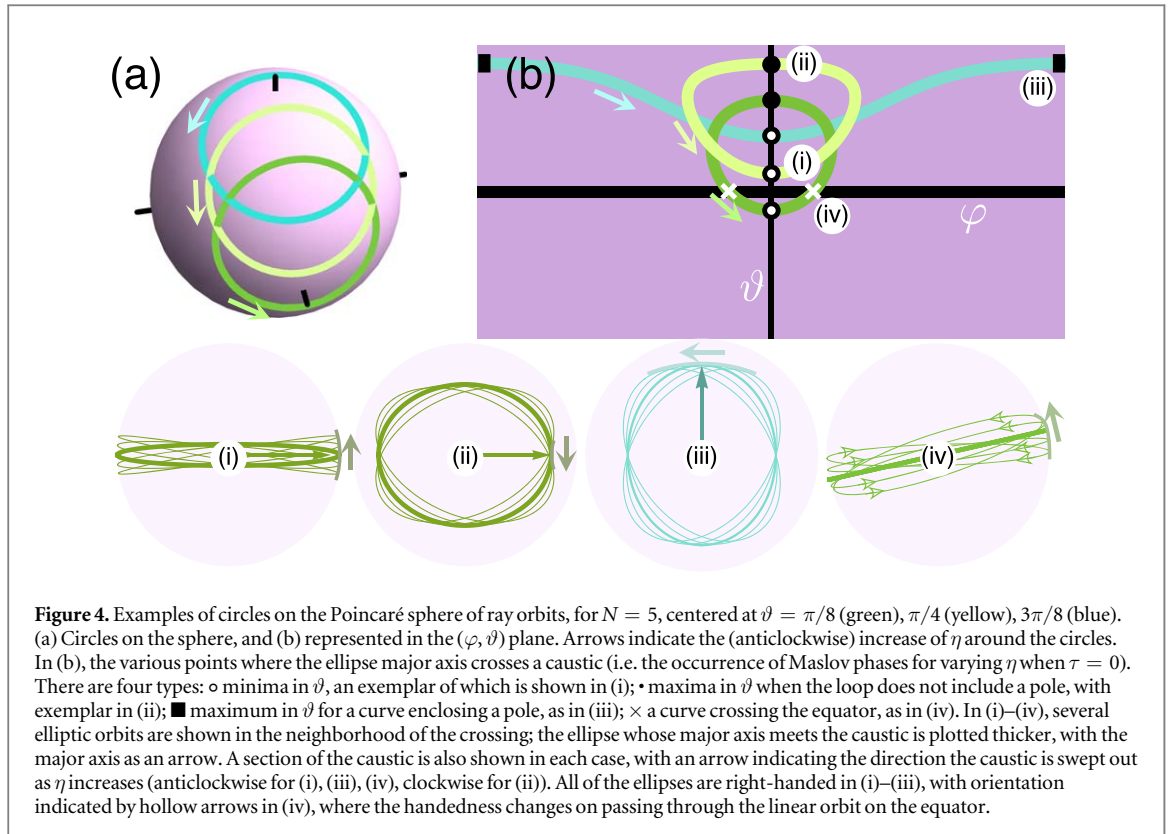 (a)
(b)
(ii)
(iii)
(i)
(iv)
φ
ϑ
(i)
(ii)
(iii)
(iv)
Figure 4. Examples of circles on the Poincaré sphere of ray orbits, for N = 5, centered at ϑ = π/8 (green), π/4 (yellow), 3π/8 (blue).
(a) Circles on the sphere, and (b) represented in the (φ, ϑ) plane. Arrows indicate the (anticlockwise) increase of η around the circles.
In (b), the various points where the ellipse major axis crosses a caustic (i.e. the occurrence of Maslov phases for varying η when τ = 0).
There are four types: ∘ minima in ϑ, an exemplar of which is shown in (i); • maxima in ϑ when the loop does not include a pole, with
exemplar in (ii); ■ maximum in ϑ for a curve enclosing a pole, as in (iii); × a curve crossing the equator, as in (iv). In (i)–(iv), several
elliptic orbits are shown in the neighborhood of the crossing; the ellipse whose major axis meets the caustic is plotted thicker, with the
major axis as an arrow. A section of the caustic is also shown in each case, with an arrow indicating the direction the caustic is swept out
as η increases (anticlockwise for (i), (iii), (iv), clockwise for (ii)). All of the ellipses are right-handed in (i)–(iii), with orientation
indicated by hollow arrows in (iv), where the handedness changes on passing through the linear orbit on the equator.